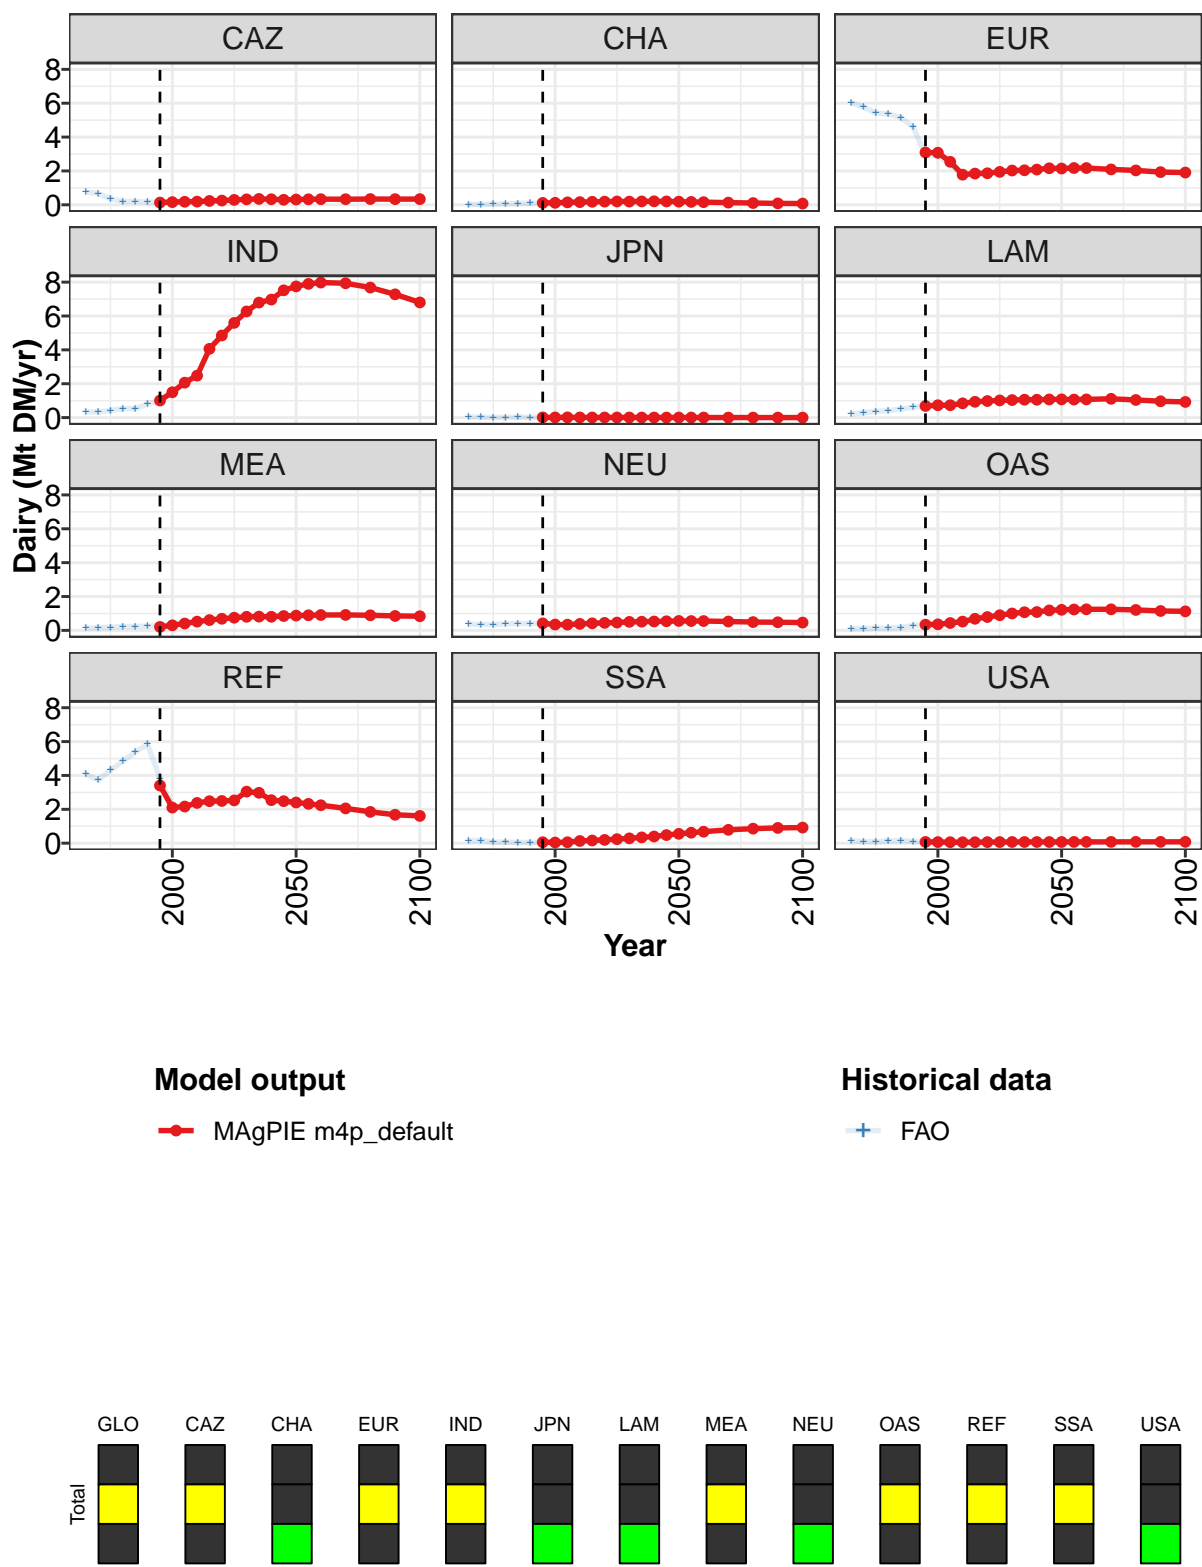 CAZ CHA EUR
8
6
4
2
0
IND JPN LAM
8
6
4
2
0
MEA NEU OAS
8
6
4
2
0
REF SSA USA
8
6
4
2
0
Dairy (Mt DM/yr)
2000 2050 2100 2000 2050 2100 2000 2050 2100
Year
Model output Historical data
MAgPIE m4p_default FAO
GLO CAZ CHA EUR IND JPN LAM MEA NEU OAS REF SSA USA
Total